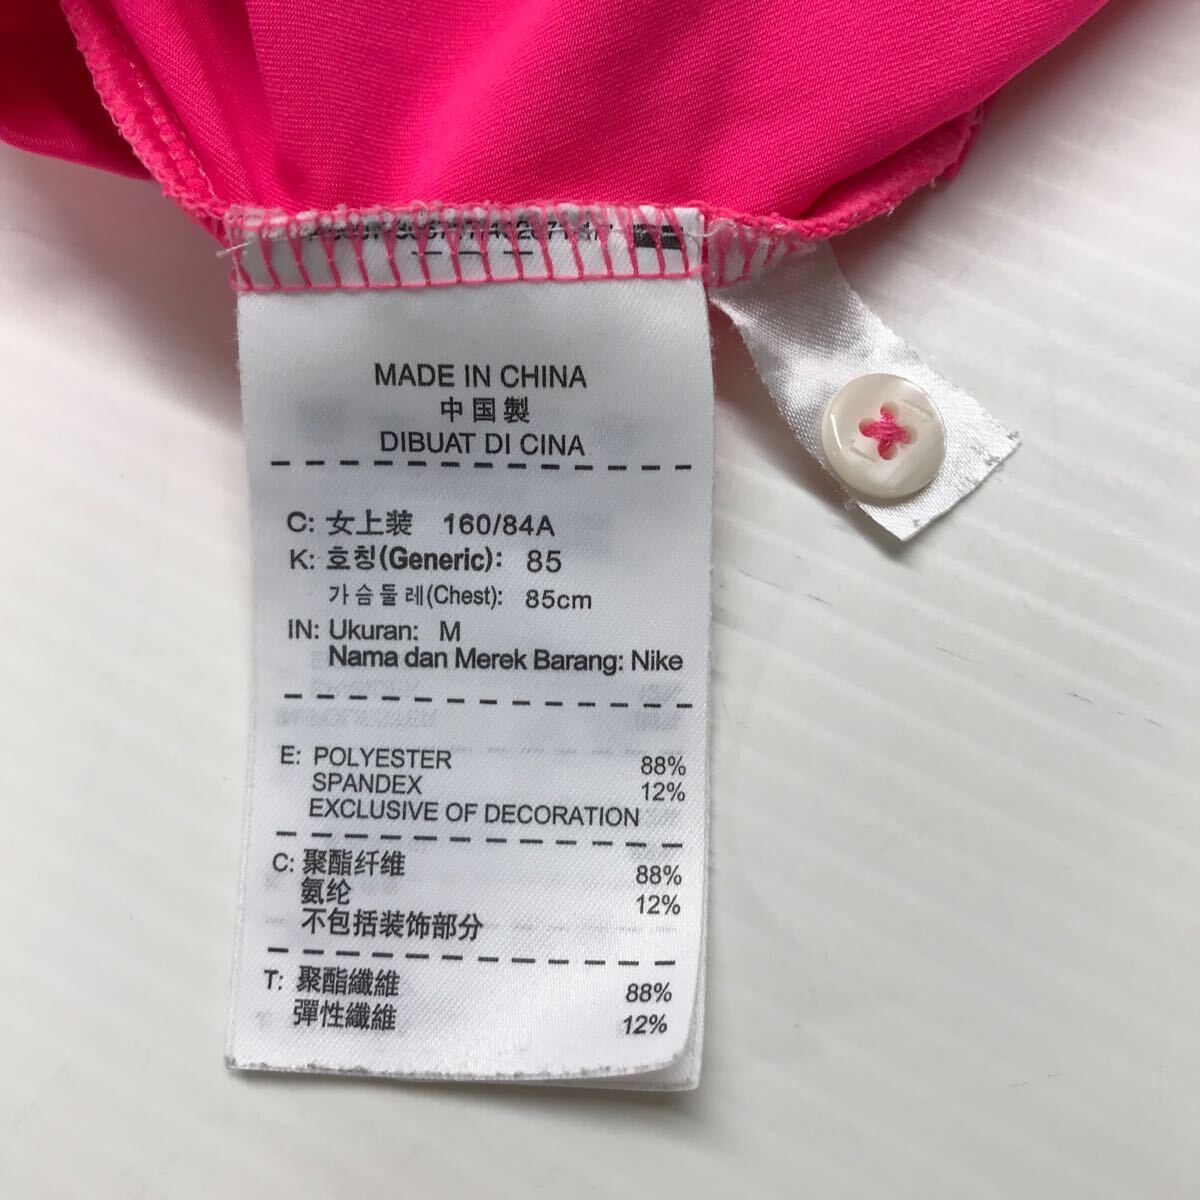 MADE IN CHINA
中国製
DIBUAT DI CINA
C: 女上装 160/84A
K: 호칭(Generic): 85
가슴둘레(Chest): 85cm
IN: Ukuran: M
Nama dan Merek Barang: Nike
E: POLYESTER 88%
SPANDEX 12%
EXCLUSIVE OF DECORATION
C: 聚酯纤维 88%
氨纶 12%
不包括装饰部分
T: 聚酯纖維 88%
彈性纖維 12%